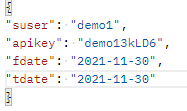 {
"suser": "demo1",
"apikey": "demo13kLD6",
"fdate": "2021-11-30",
"tdate": "2021-11-30"
}